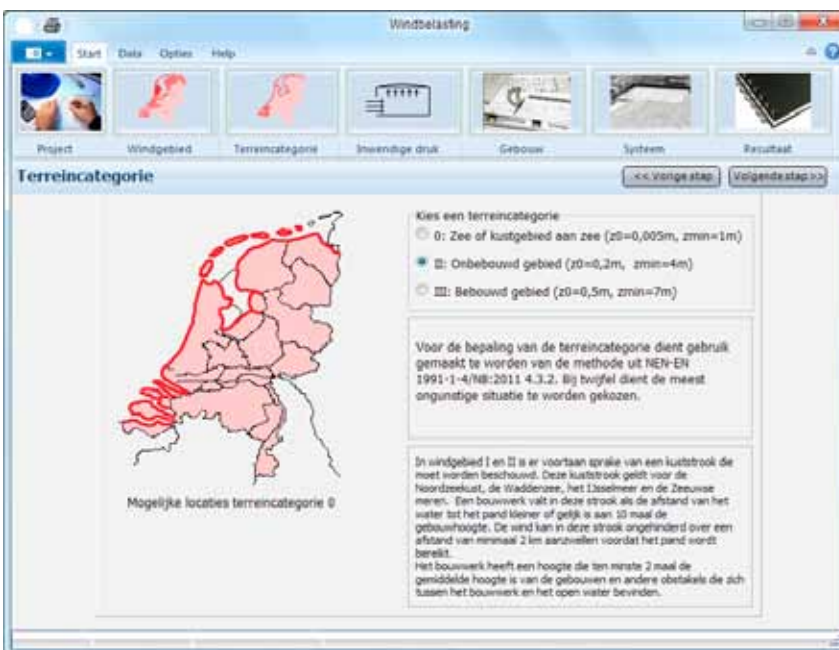 Windbelasting
Start Data Opties Help
Project Windgebied Terreincategorie Inwendige druk Gebouw Systeem Resultaat
Terreincategorie
<< Vorige stap Volgende stap >>
Kies een terreincategorie
0: Zee of kustgebied aan zee (z0=0,005m, zmin=1m)
II: Onbebouwd gebied (z0=0,2m, zmin=4m)
III: Bebouwd gebied (z0=0,5m, zmin=7m)
Voor de bepaling van de terreincategorie dient gebruik
gemaakt te worden van de methode uit NEN-EN
1991-1-4/NB:2011 4.3.2. Bij twijfel dient de meest
ongunstige situatie te worden gekozen.
In windgebied I en II is er voortaan sprake van een kuststrook die
moet worden beschouwd. Deze kuststrook geldt voor de
Noordzeekust, de Waddenzee, het IJsselmeer en de Zeeuwse
meren. Een bouwwerk valt in deze strook als de afstand van het
water tot het pand kleiner of gelijk is aan 10 maal de
gebouwhoogte. De wind kan in deze strook ongehinderd over een
afstand van minimaal 2 km aanzwellen voordat het pand wordt
bereikt.
Het bouwwerk heeft een hoogte die ten minste 2 maal de
gemiddelde hoogte is van de gebouwen en andere obstakels die zich
tussen het bouwwerk en het open water bevinden.
Mogelijke locaties terreincategorie 0